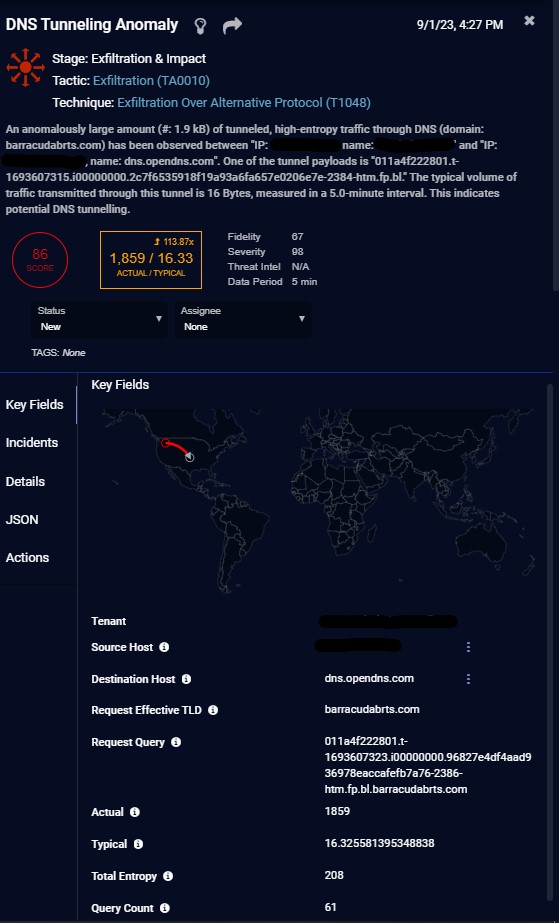 DNS Tunneling Anomaly
9/1/23, 4:27 PM
Stage: Exfiltration & Impact
Tactic: Exfiltration (TA0010)
Technique: Exfiltration Over Alternative Protocol (T1048)
An anomalously large amount (#: 1.9 kB) of tunneled, high-entropy traffic through DNS (domain:
barracudabrts.com) has been observed between "IP: name: " and "IP:
, name: dns.opendns.com". One of the tunnel payloads is "011a4f222801.t-
1693607315.i00000000.2c7f6535918f19a93a6fa657e0206e7e-2384-htm.fp.bl." The typical volume of
traffic transmitted through this tunnel is 16 Bytes, measured in a 5.0-minute interval. This indicates
potential DNS tunnelling.
86
SCORE
113.87x
1,859 / 16.33
ACTUAL / TYPICAL
Fidelity 67
Severity 98
Threat Intel N/A
Data Period 5 min
Status
New
Assignee
None
TAGS: None
Key Fields
Incidents
Details
JSON
Actions
Key Fields
Tenant
Source Host
Destination Host dns.opendns.com
Request Effective TLD barracudabrts.com
Request Query 011a4f222801.t-
1693607323.i00000000.96827e4df4aad9
36978eaccafefb7a76-2386-
htm.fp.bl.barracudabrts.com
Actual 1859
Typical 16.325581395348838
Total Entropy 208
Query Count 61